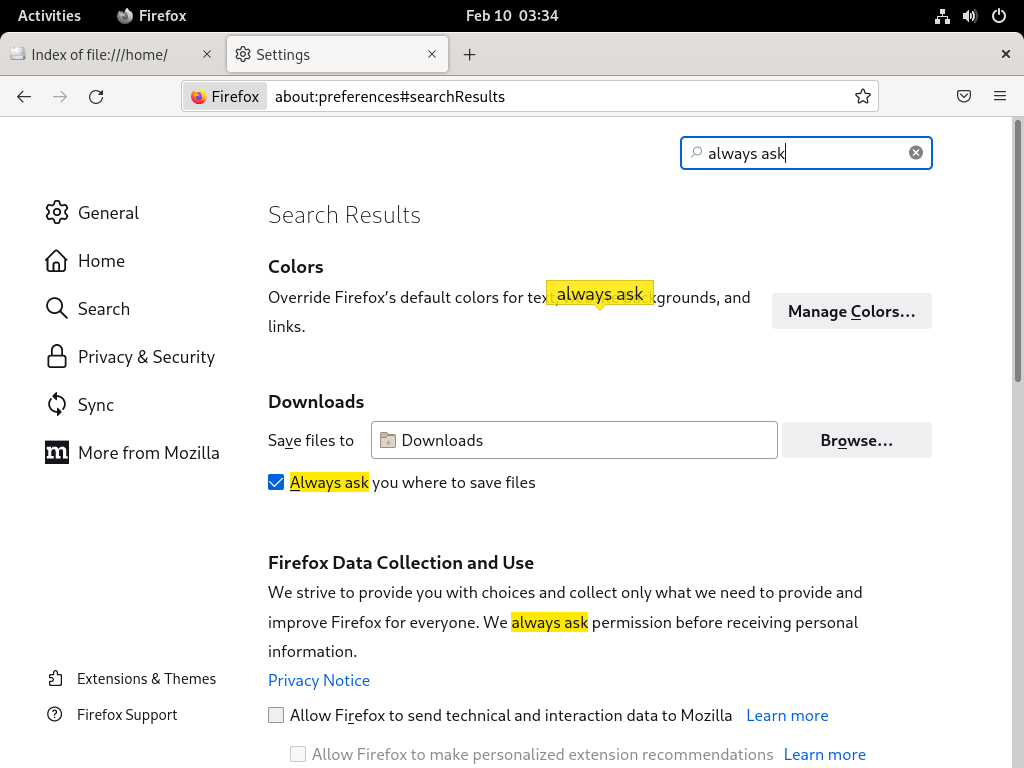 Activities Firefox Feb 10 03:34
Index of file:///home/ Settings
Firefox about:preferences#searchResults
always ask
General
Home
Search
Privacy & Security
Sync
More from Mozilla
Extensions & Themes
Firefox Support
Search Results
Colors
Override Firefox’s default colors for text, kgrounds, and
links.
always ask
Manage Colors…
Downloads
Save files to Downloads Browse…
Always ask you where to save files
Firefox Data Collection and Use
We strive to provide you with choices and collect only what we need to provide and
improve Firefox for everyone. We always ask permission before receiving personal
information.
Privacy Notice
Allow Firefox to send technical and interaction data to Mozilla Learn more
Allow Firefox to make personalized extension recommendations Learn more